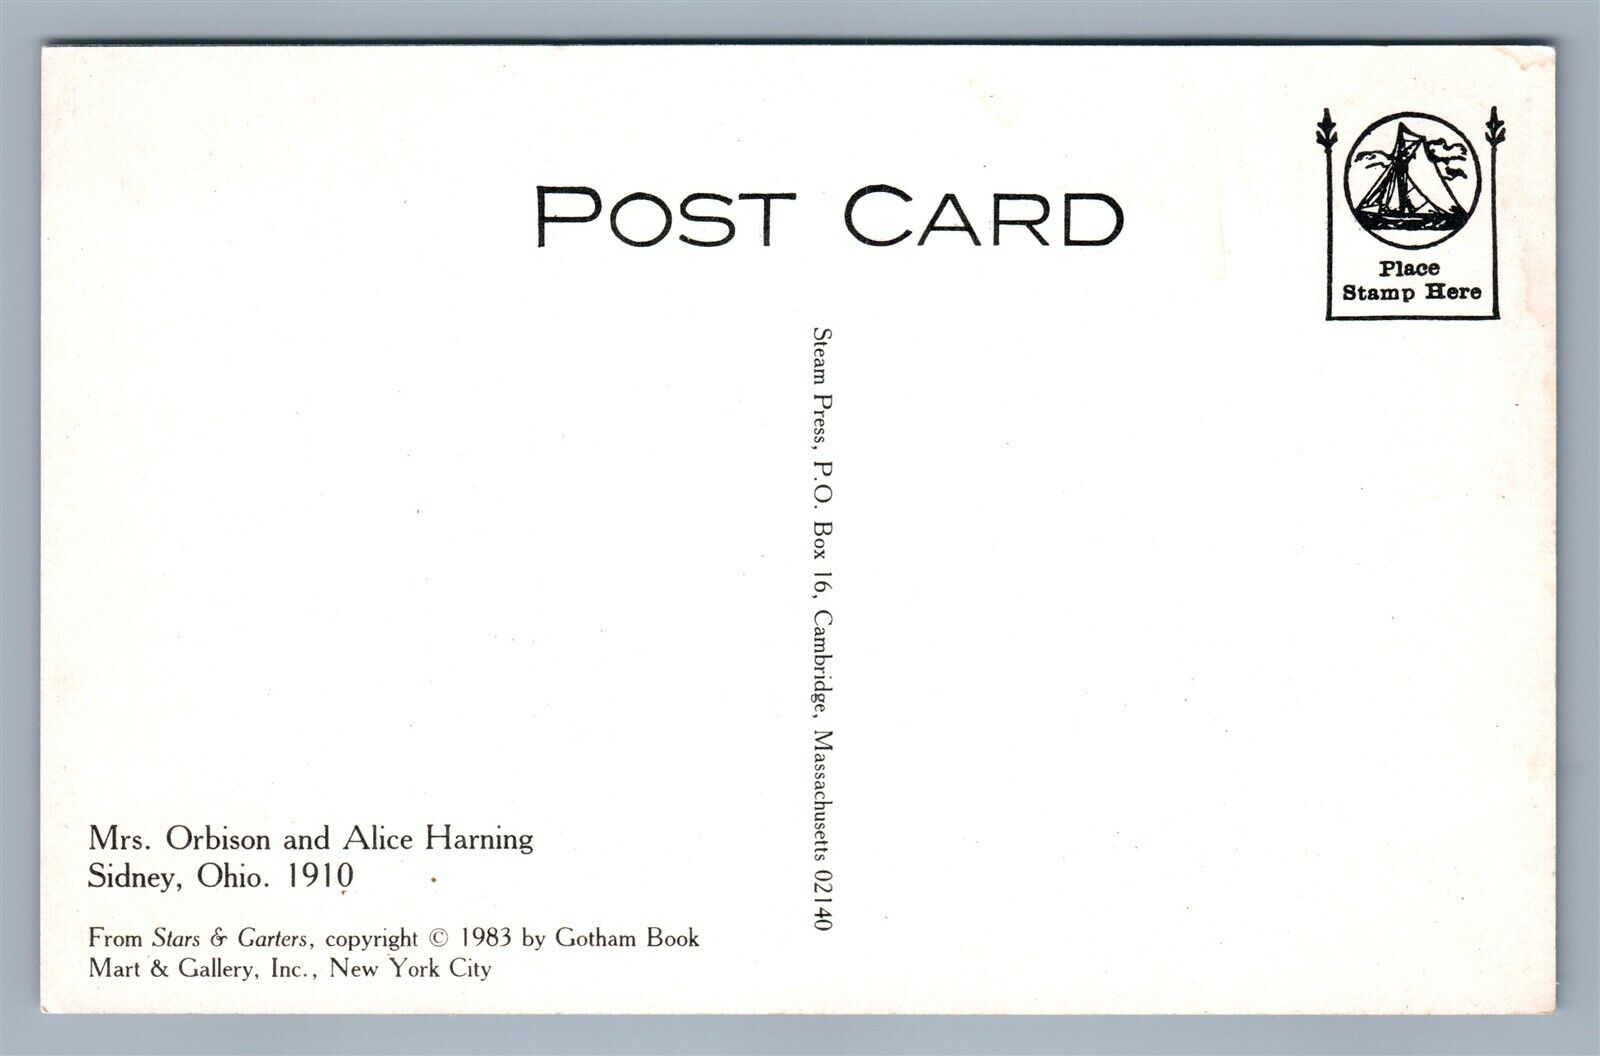 POST CARD
Place
Stamp Here
Steam Press, P.O. Box 16, Cambridge, Massachusetts 02140
Mrs. Orbison and Alice Harning
Sidney, Ohio. 1910
From Stars & Garters, copyright © 1983 by Gotham Book
Mart & Gallery, Inc., New York City